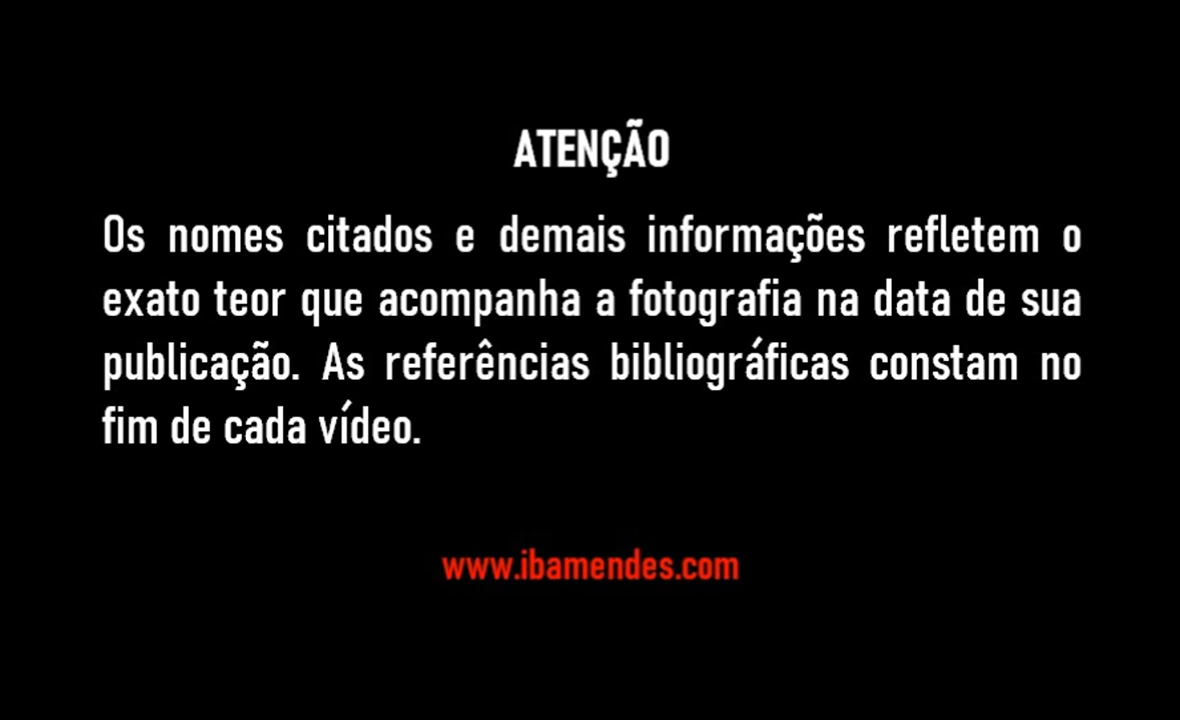 ATENÇÃO
Os nomes citados e demais informações refletem o
exato teor que acompanha a fotografia na data de sua
publicação. As referências bibliográficas constam no
fim de cada vídeo.
www.ibamendes.com